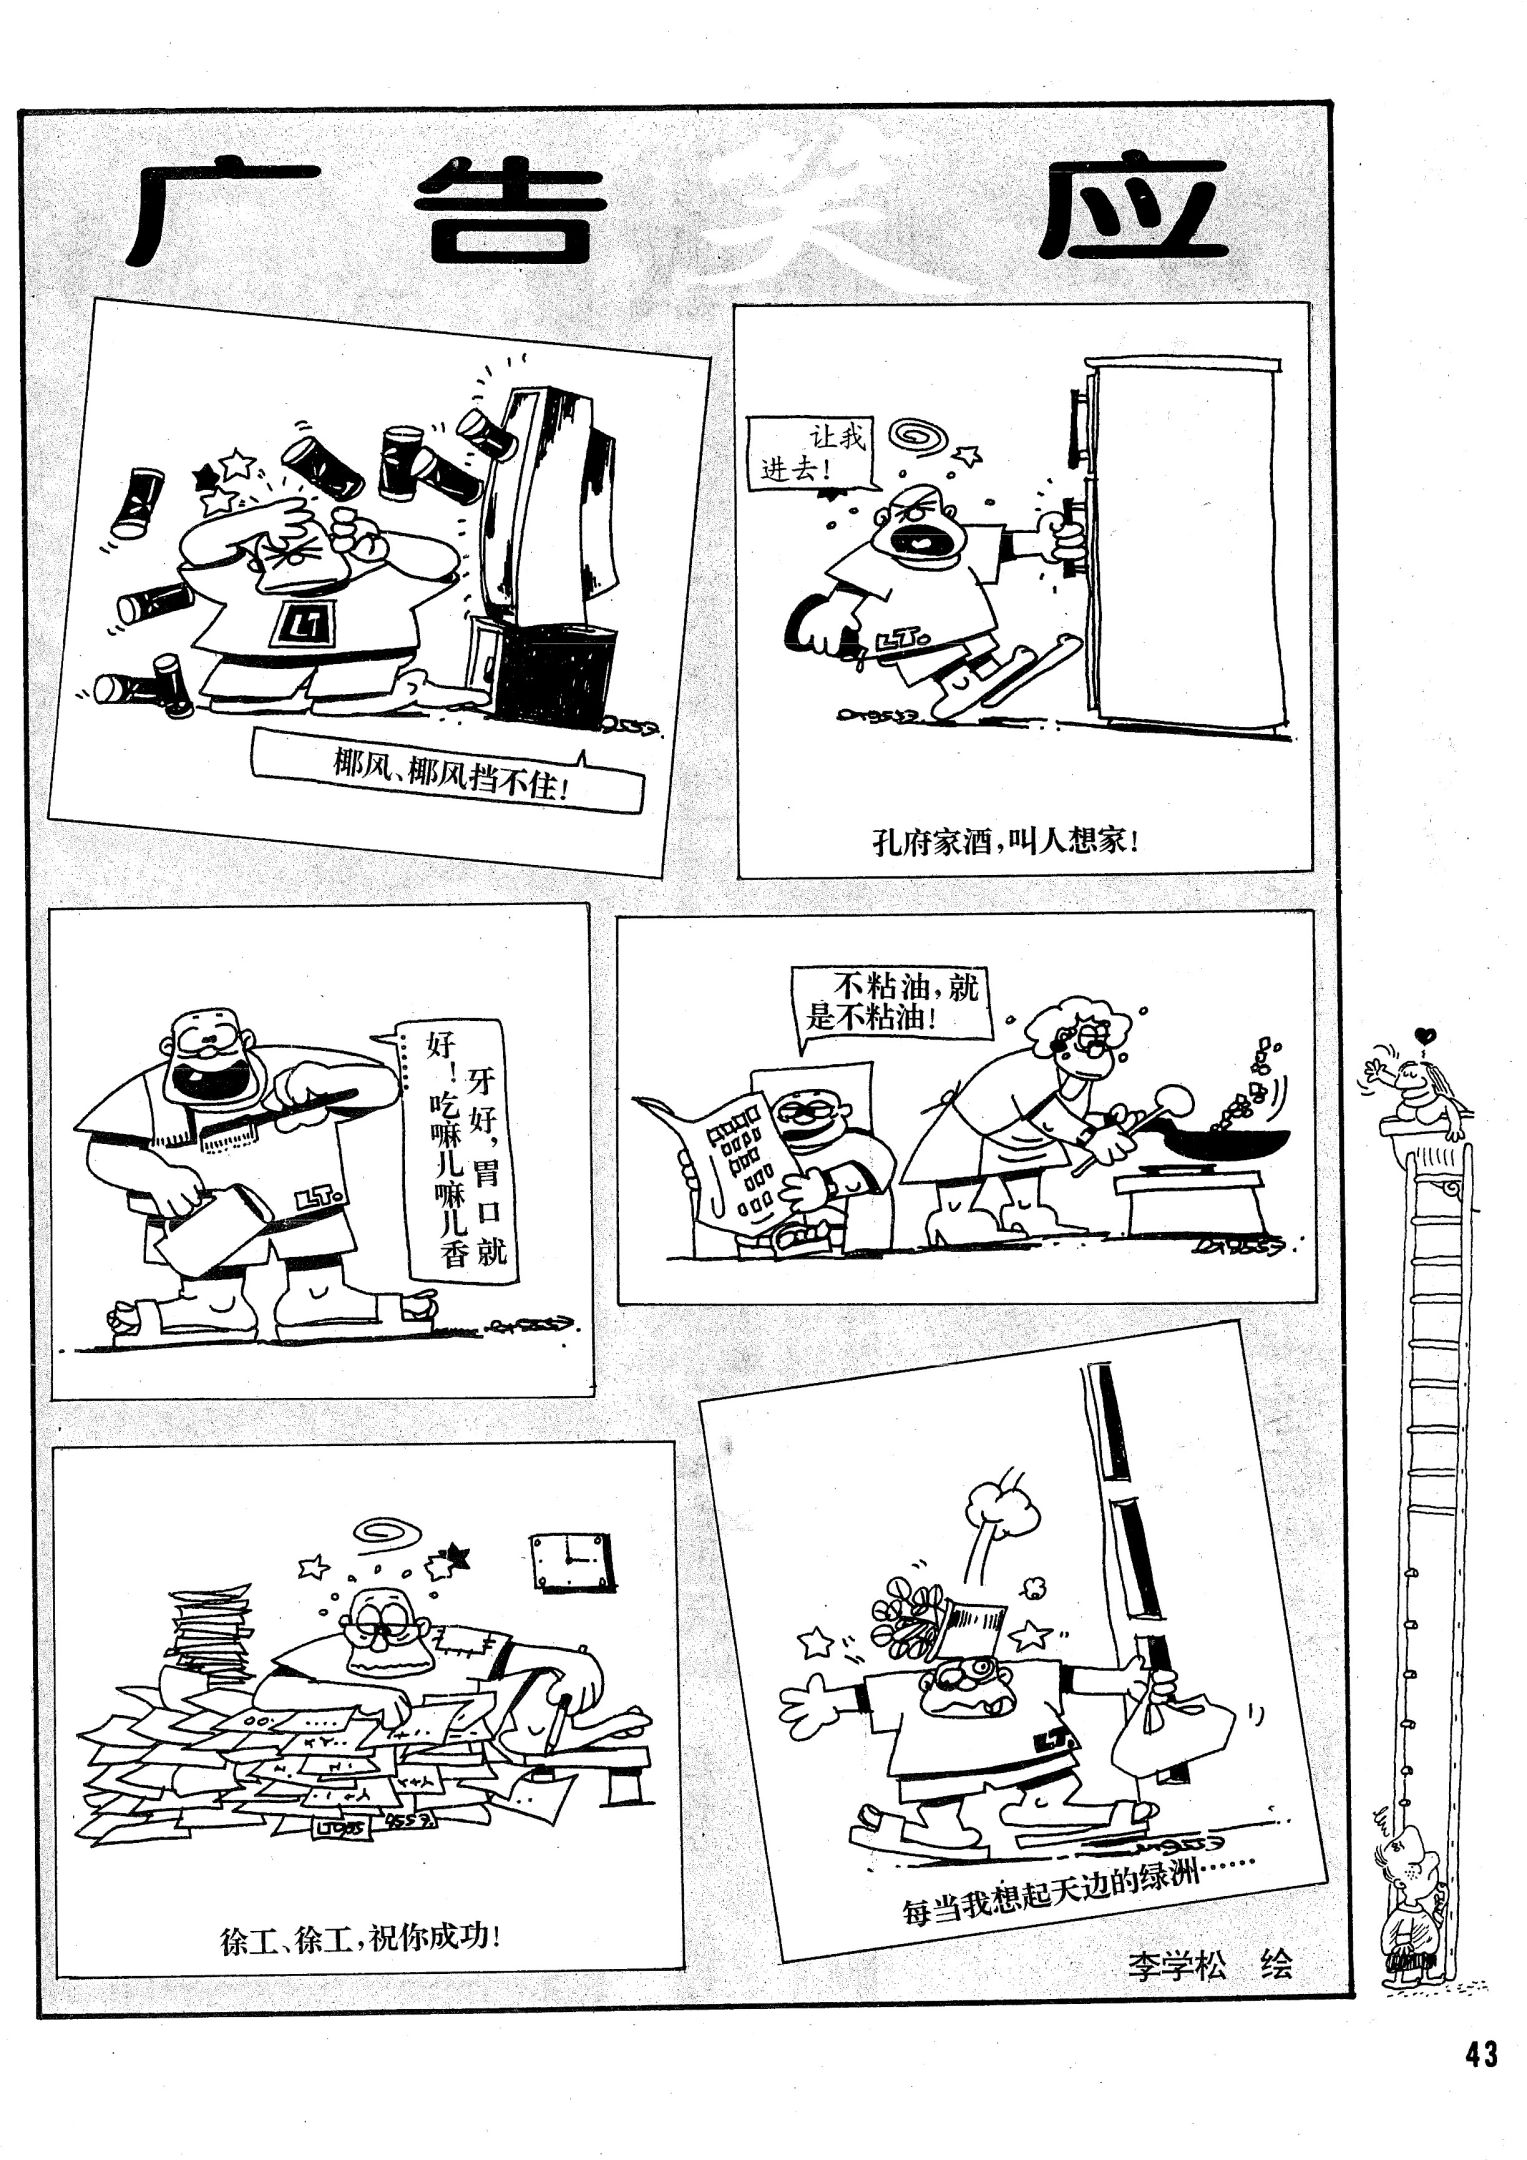 广告笑应
椰风、椰风挡不住！
让我
进去！
LT.
孔府家酒，叫人想家！
牙好，胃口就
好！吃嘛儿嘛儿香
LT.
不粘油，就
是不粘油！
徐工、徐工，祝你成功！
LT.
每当我想起天边的绿洲……
李学松 绘
43